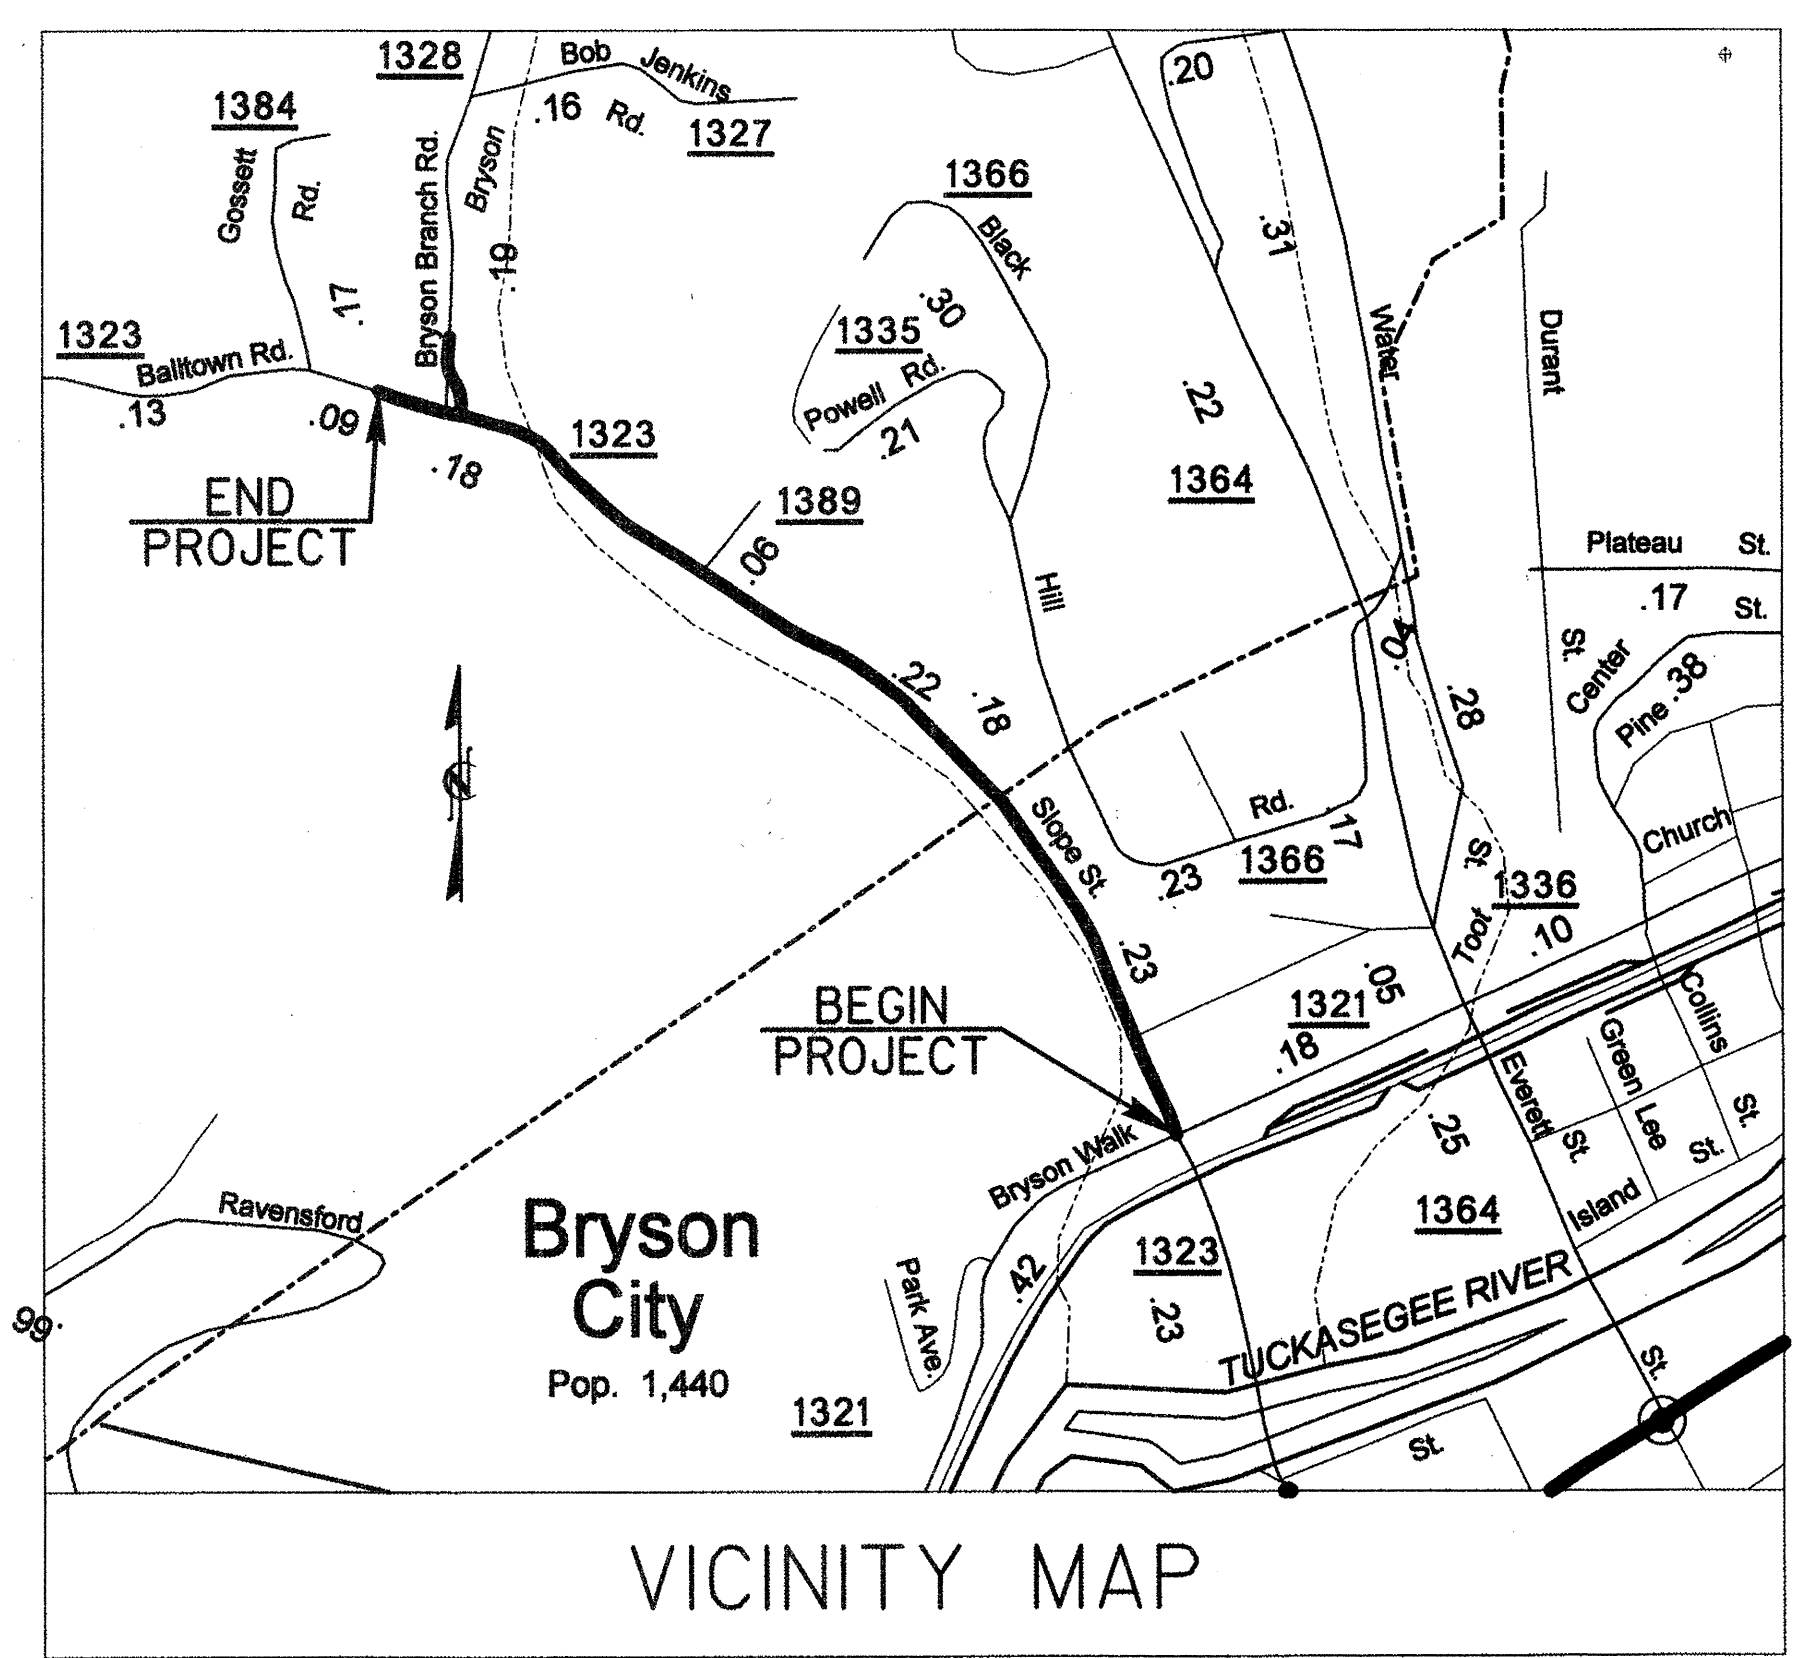 1328
Bob Jenkins Rd.
.16
1327
1384
Gossett Rd.
.17
Bryson Branch Rd.
Bryson
.19
.20
1366
Black
.30
.31
1323
Balltown Rd.
.13
.09
1335
Powell Rd.
.21
Water
Durant
.22
1364
.18
1323
END
PROJECT
1389
.06
Hill
Plateau St.
.17
St.
St.
Center
Pine .38
.04
.28
.22
.18
Slope St.
Rd.
.17
1366
.23
Church
St.
Toot
1336
.10
.23
BEGIN
PROJECT
.05
1321
.18
Collins
Green Lee
St.
Everett
St.
St.
Island
.25
Bryson Walk
1364
Ravensford
.99
Bryson
City
Pop. 1,440
Park Ave.
.42
1323
.23
TUCKASEGEE RIVER
St.
1321
St.
N
VICINITY MAP